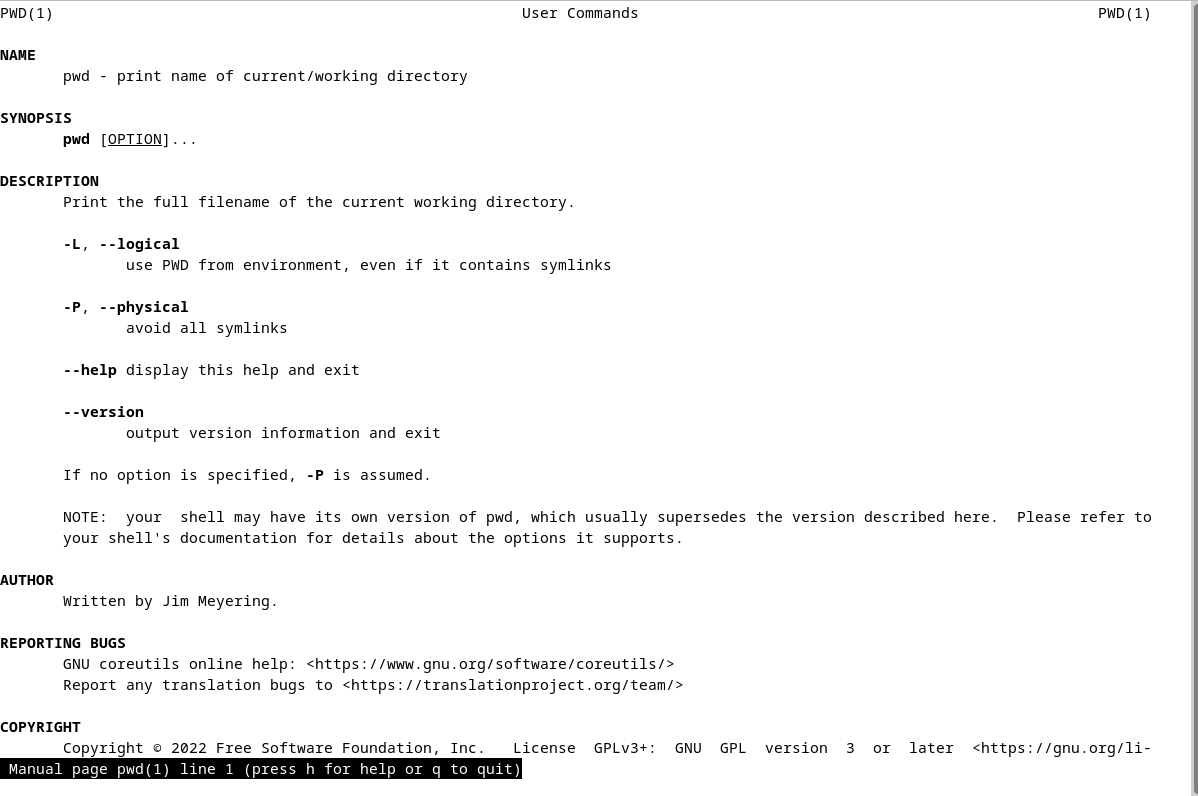 PWD(1) User Commands PWD(1)
NAME
pwd - print name of current/working directory
SYNOPSIS
pwd [OPTION]...
DESCRIPTION
Print the full filename of the current working directory.
-L, --logical
use PWD from environment, even if it contains symlinks
-P, --physical
avoid all symlinks
--help display this help and exit
--version
output version information and exit
If no option is specified, -P is assumed.
NOTE:  your  shell may have its own version of pwd, which usually supersedes the version described here.  Please refer to
your shell's documentation for details about the options it supports.
AUTHOR
Written by Jim Meyering.
REPORTING BUGS
GNU coreutils online help: <https://www.gnu.org/software/coreutils/>
Report any translation bugs to <https://translationproject.org/team/>
COPYRIGHT
Copyright © 2022 Free Software Foundation, Inc.   License  GPLv3+:  GNU  GPL  version  3  or  later  <https://gnu.org/li-
Manual page pwd(1) line 1 (press h for help or q to quit)